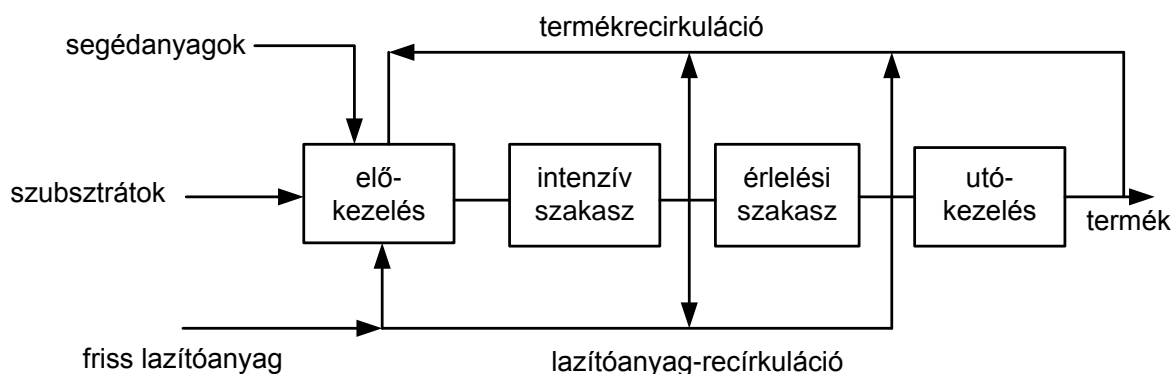 termékrecirkuláció
segédanyagok
szubsztrátok
elő-
kezelés
intenzív
szakasz
érlelési
szakasz
utó-
kezelés
termék
friss lazítóanyag
lazítóanyag-recírkuláció